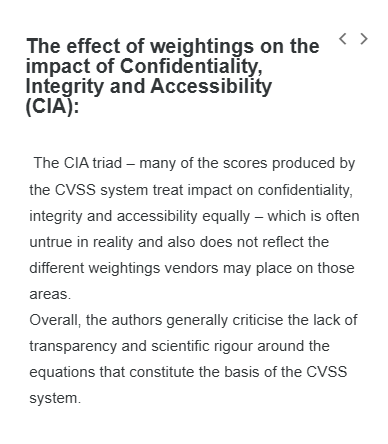 The effect of weightings on the
impact of Confidentiality,
Integrity and Accessibility
(CIA):
The CIA triad – many of the scores produced by
the CVSS system treat impact on confidentiality,
integrity and accessibility equally – which is often
untrue in reality and also does not reflect the
different weightings vendors may place on those
areas.
Overall, the authors generally criticise the lack of
transparency and scientific rigour around the
equations that constitute the basis of the CVSS
system.